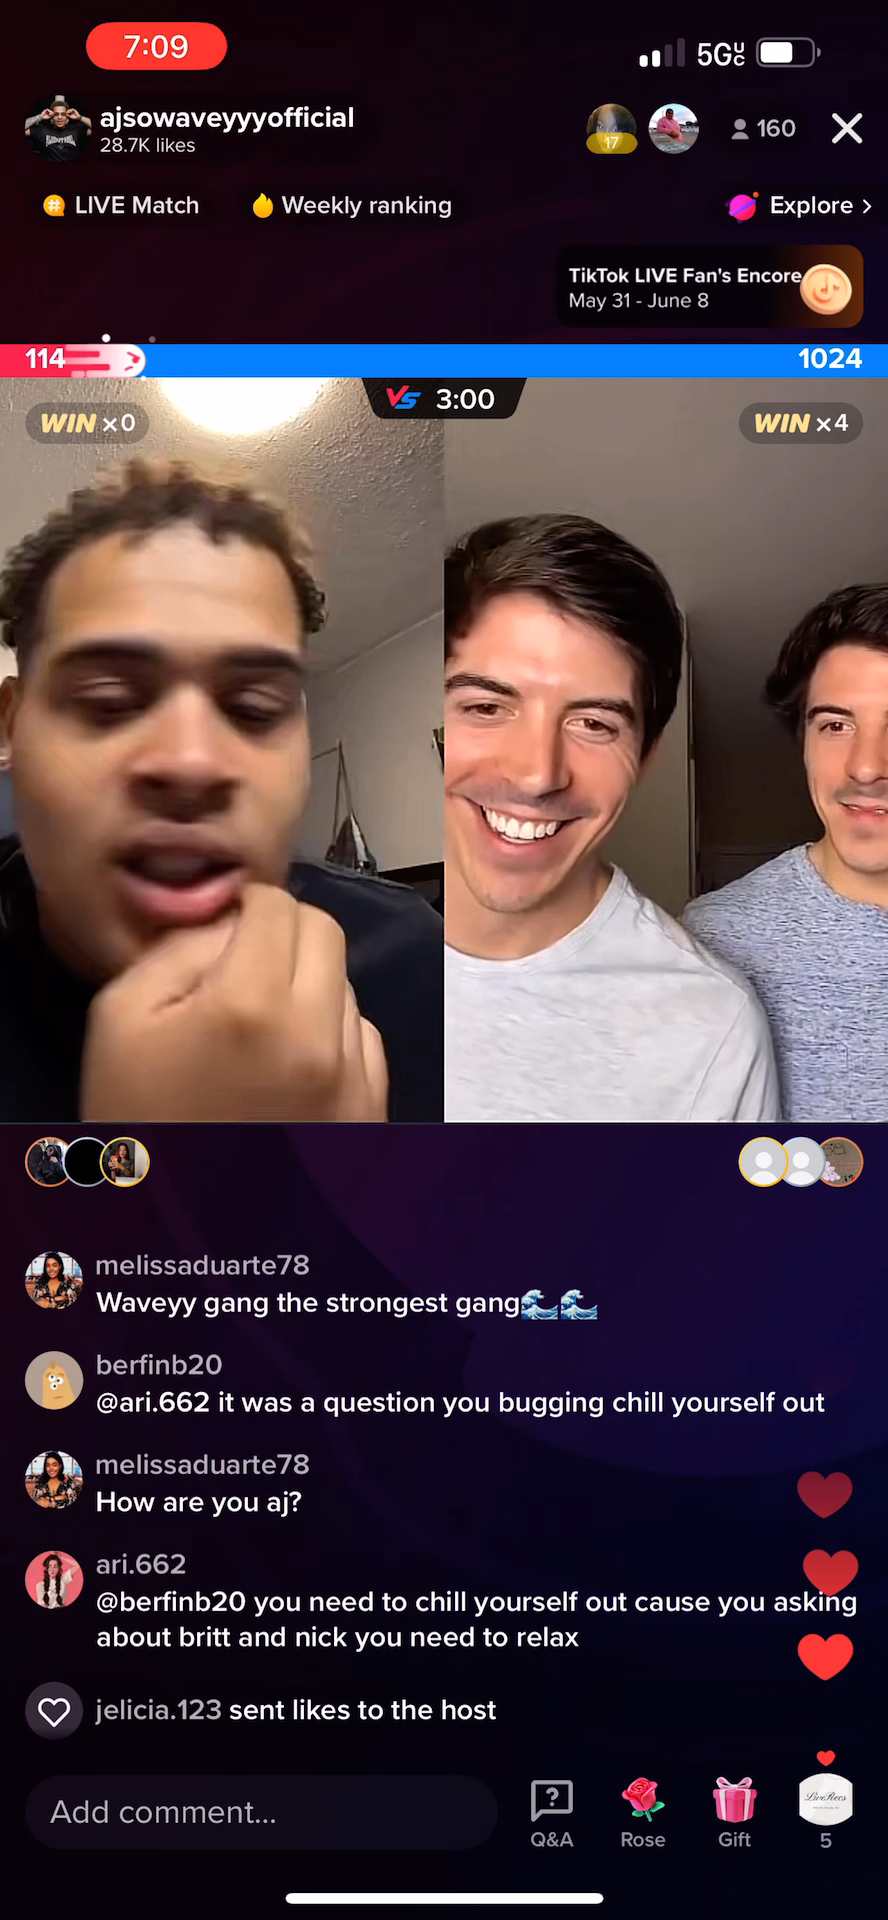 7:09
5G UC
ajsowaveyyyofficial
28.7K likes
17
160
LIVE Match
Weekly ranking
Explore >
TikTok LIVE Fan's Encore
May 31 - June 8
114
1024
VS 3:00
WIN x0
WIN x4
melissaduarte78
Waveyy gang the strongest gang🌊🌊
berfinb20
@ari.662 it was a question you bugging chill yourself out
melissaduarte78
How are you aj?
ari.662
@berfinb20 you need to chill yourself out cause you asking
about britt and nick you need to relax
jelicia.123 sent likes to the host
Add comment...
Q&A
Rose
Gift
LiveRecs
5